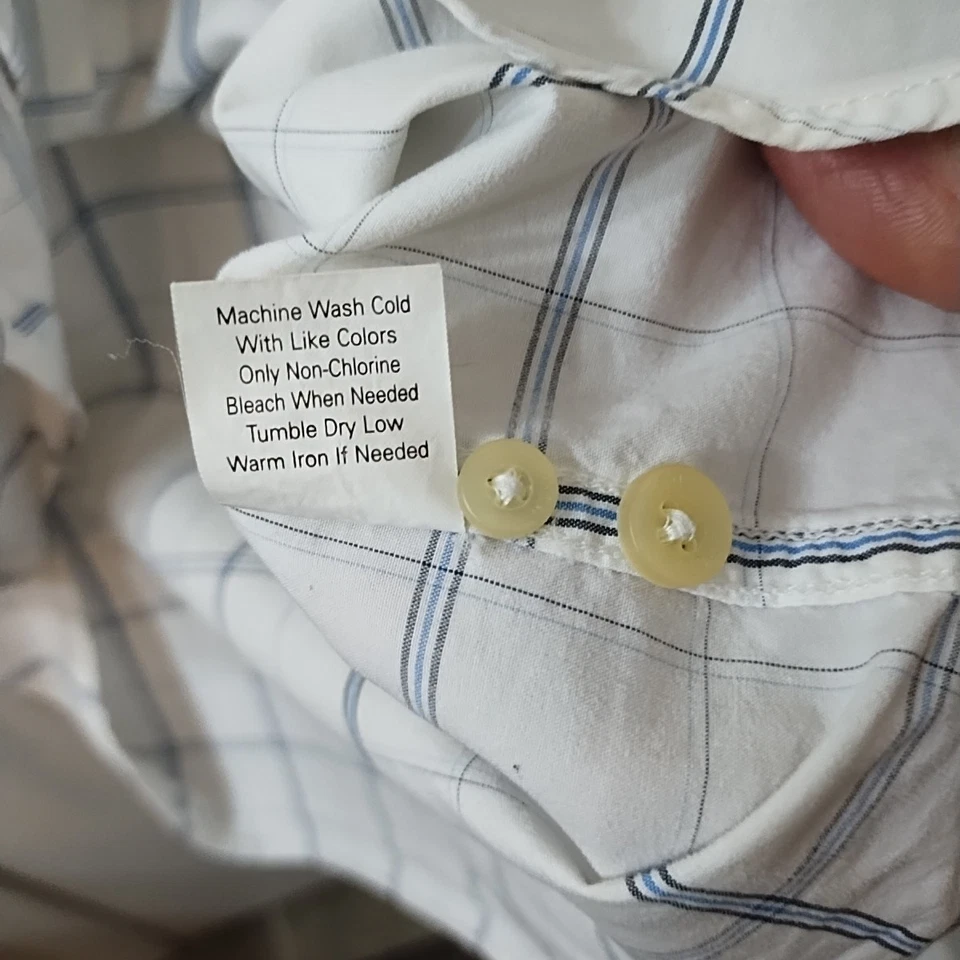 Machine Wash Cold
With Like Colors
Only Non-Chlorine
Bleach When Needed
Tumble Dry Low
Warm Iron If Needed